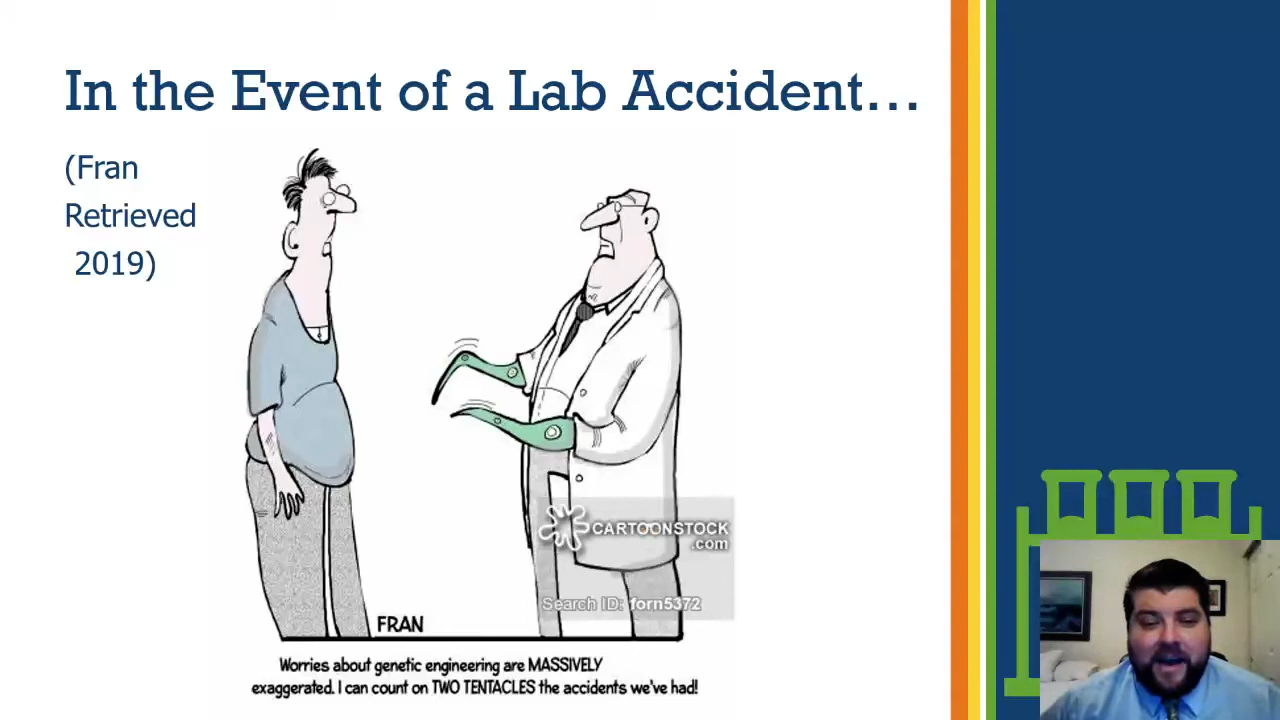 In the Event of a Lab Accident…
(Fran
Retrieved
2019)
CARTOONSTOCK
.com
Search ID: forn5372
FRAN
Worries about genetic engineering are MASSIVELY
exaggerated. I can count on TWO TENTACLES the accidents we've had!